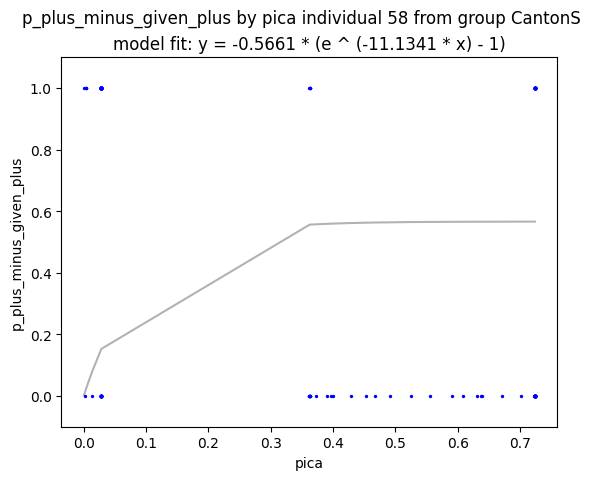 p_plus_minus_given_plus by pica individual 58 from group CantonS
model fit: y = -0.5661 * (e ^ (-11.1341 * x) - 1)
1.0
0.8
0.6
0.4
0.2
0.0
p_plus_minus_given_plus
0.0 0.1 0.2 0.3 0.4 0.5 0.6 0.7
pica